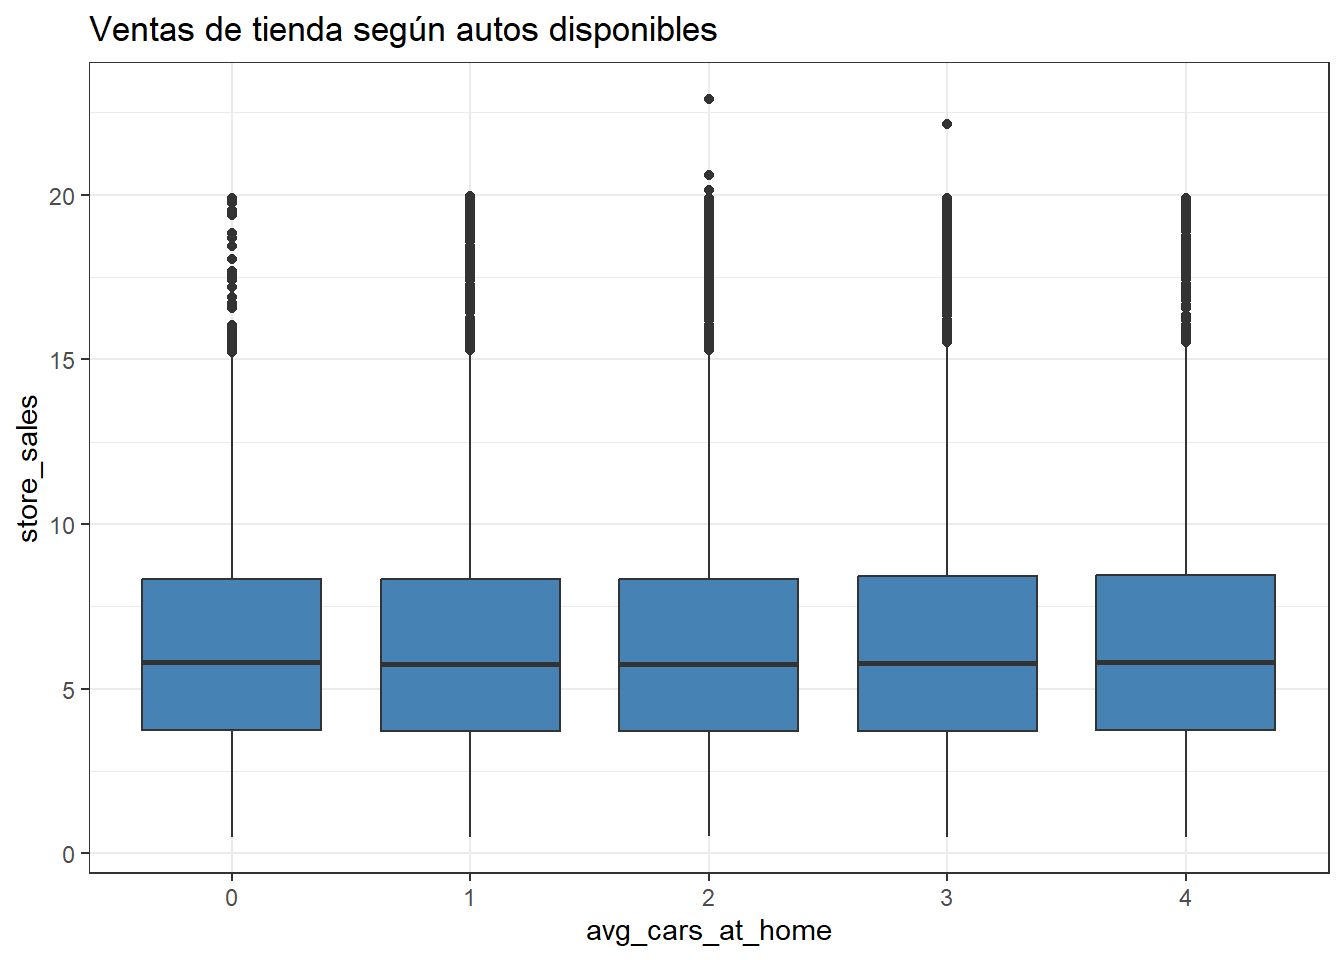 Ventas de tienda según autos disponibles
store_sales
20
15
10
5
0
0 1 2 3 4
avg_cars_at_home